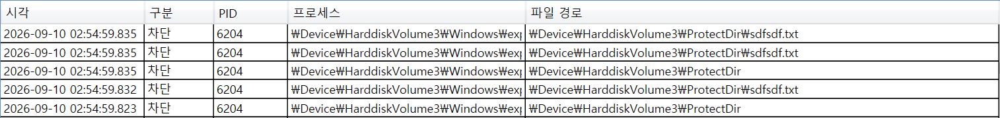 시각 구분 PID 프로세스 파일 경로
2026-09-10 02:54:59.835 차단 6204 ₩Device₩HarddiskVolume3₩Windows₩exp ₩Device₩HarddiskVolume3₩ProtectDir₩sdfsdf.txt
2026-09-10 02:54:59.835 차단 6204 ₩Device₩HarddiskVolume3₩Windows₩exp ₩Device₩HarddiskVolume3₩ProtectDir₩sdfsdf.txt
2026-09-10 02:54:59.835 차단 6204 ₩Device₩HarddiskVolume3₩Windows₩exp ₩Device₩HarddiskVolume3₩ProtectDir
2026-09-10 02:54:59.832 차단 6204 ₩Device₩HarddiskVolume3₩Windows₩exp ₩Device₩HarddiskVolume3₩ProtectDir₩sdfsdf.txt
2026-09-10 02:54:59.823 차단 6204 ₩Device₩HarddiskVolume3₩Windows₩exp ₩Device₩HarddiskVolume3₩ProtectDir